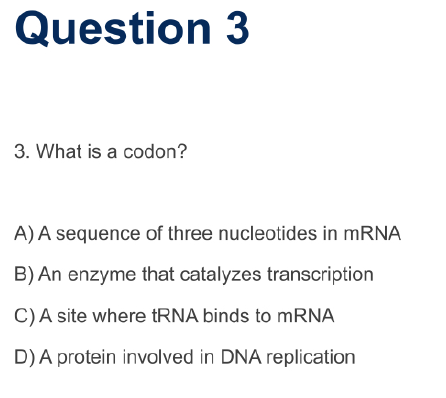 Question 3
3. What is a codon?
A) A sequence of three nucleotides in mRNA
B) An enzyme that catalyzes transcription
C) A site where tRNA binds to mRNA
D) A protein involved in DNA replication